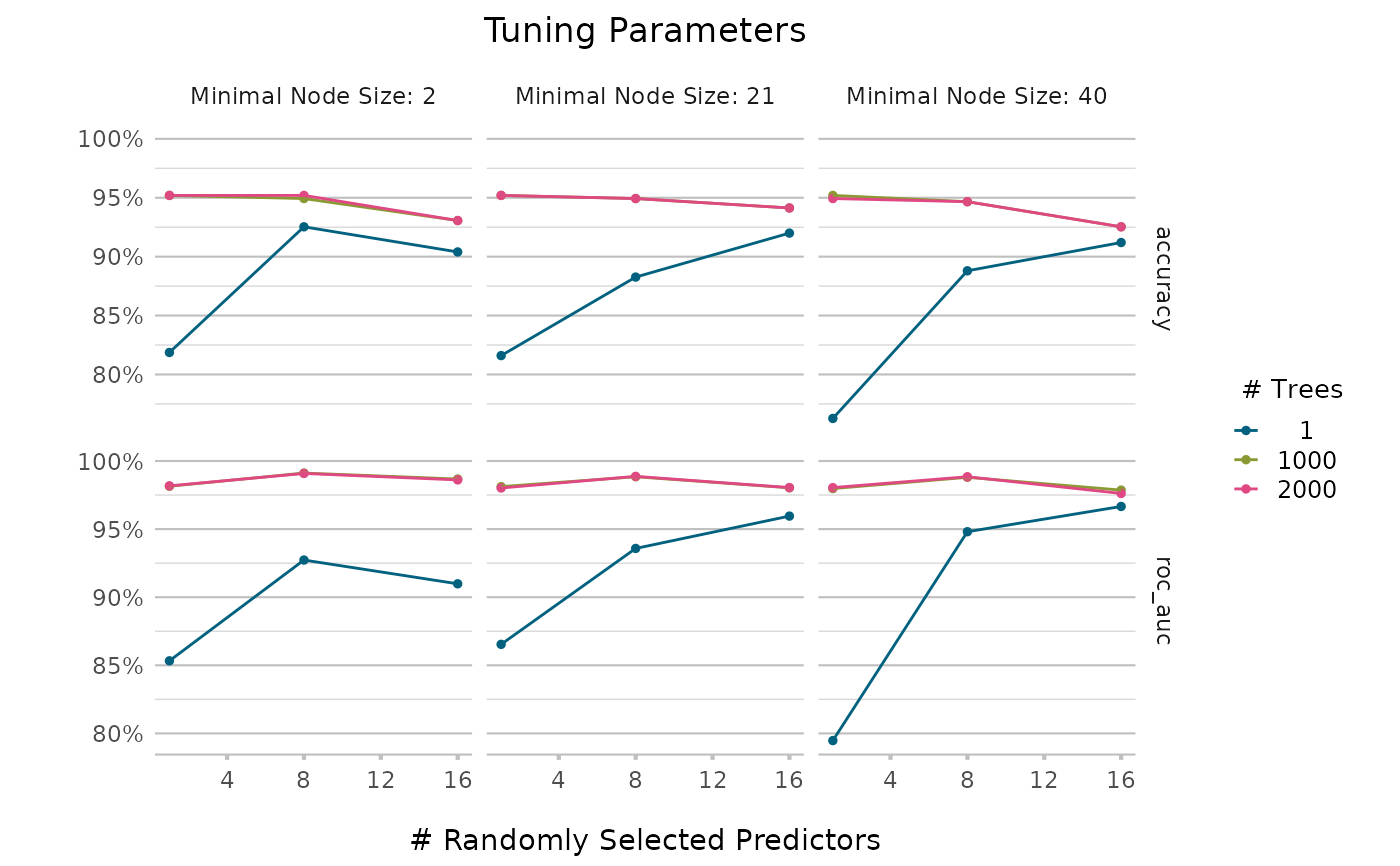 Tuning Parameters
Minimal Node Size: 2
Minimal Node Size: 21
Minimal Node Size: 40
100%
95%
90%
85%
80%
accuracy
100%
95%
90%
85%
80%
roc_auc
4 8 12 16
4 8 12 16
4 8 12 16
# Randomly Selected Predictors
# Trees
1
1000
2000